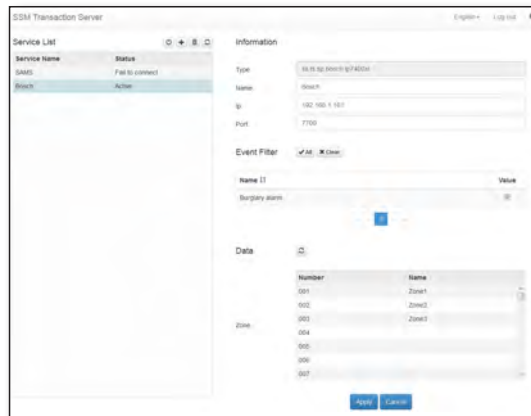 SSM Transaction Server
English
Log out
Service List
Service Name Status
SAMS Fail to connect
Bosch Active
Information
Type
Name Bosch
Ip 192.168.1.161
Port 7700
Event Filter All Clear
Name Value
Burglary alarm
Data
Number Name
001 Zone1
002 Zone2
003 Zone3
004
Zone
005
006
007
Apply Cancel